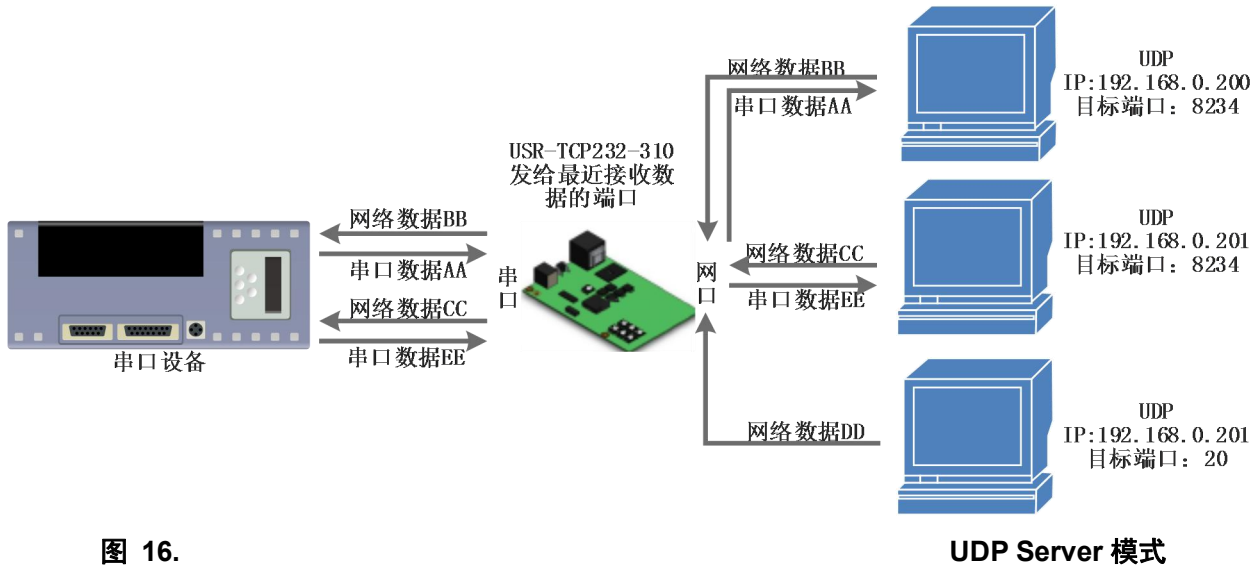 网络数据BB
串口数据AA
UDP
IP:192.168.0.200
目标端口：8234
USR-TCP232-310
发给最近接收数
据的端口
网络数据BB
串口数据AA
网络数据CC
串口数据EE
串口设备
串
口
网
口
网络数据CC
串口数据EE
UDP
IP:192.168.0.201
目标端口：8234
网络数据DD
UDP
IP:192.168.0.201
目标端口：20
图 16.
UDP Server 模式